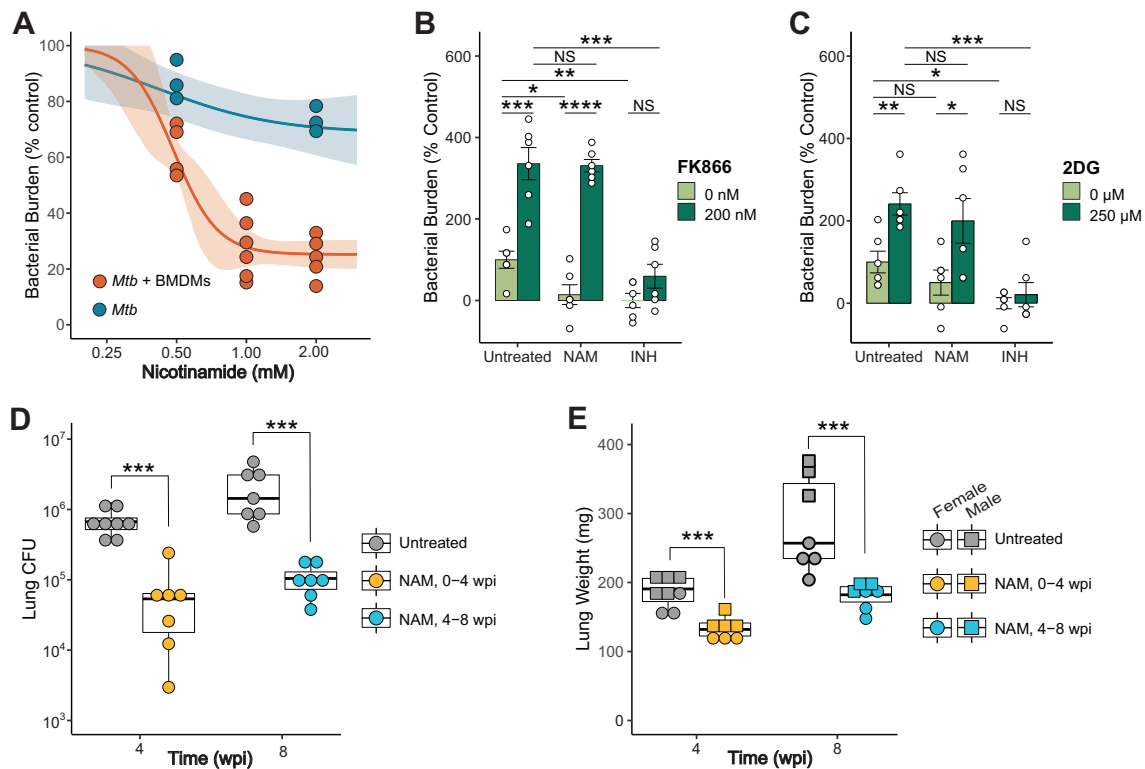 A
Bacterial Burden (% control)
100
80
60
40
20
0
Mtb + BMDMs
Mtb
0.25
0.50
1.00
2.00
Nicotinamide (mM)
B
Bacterial Burden (% Control)
600
400
200
0
***
NS
**
*
***
****
NS
Untreated
NAM
INH
FK866
0 nM
200 nM
C
Bacterial Burden (% Control)
600
400
200
0
***
NS
*
NS
**
*
NS
Untreated
NAM
INH
2DG
0 µM
250 µM
D
Lung CFU
10⁷
10⁶
10⁵
10⁴
10³
***
***
4
8
Time (wpi)
Untreated
NAM, 0−4 wpi
NAM, 4−8 wpi
E
Lung Weight (mg)
400
300
200
100
0
***
***
4
8
Time (wpi)
Female
Male
Untreated
NAM, 0−4 wpi
NAM, 4−8 wpi